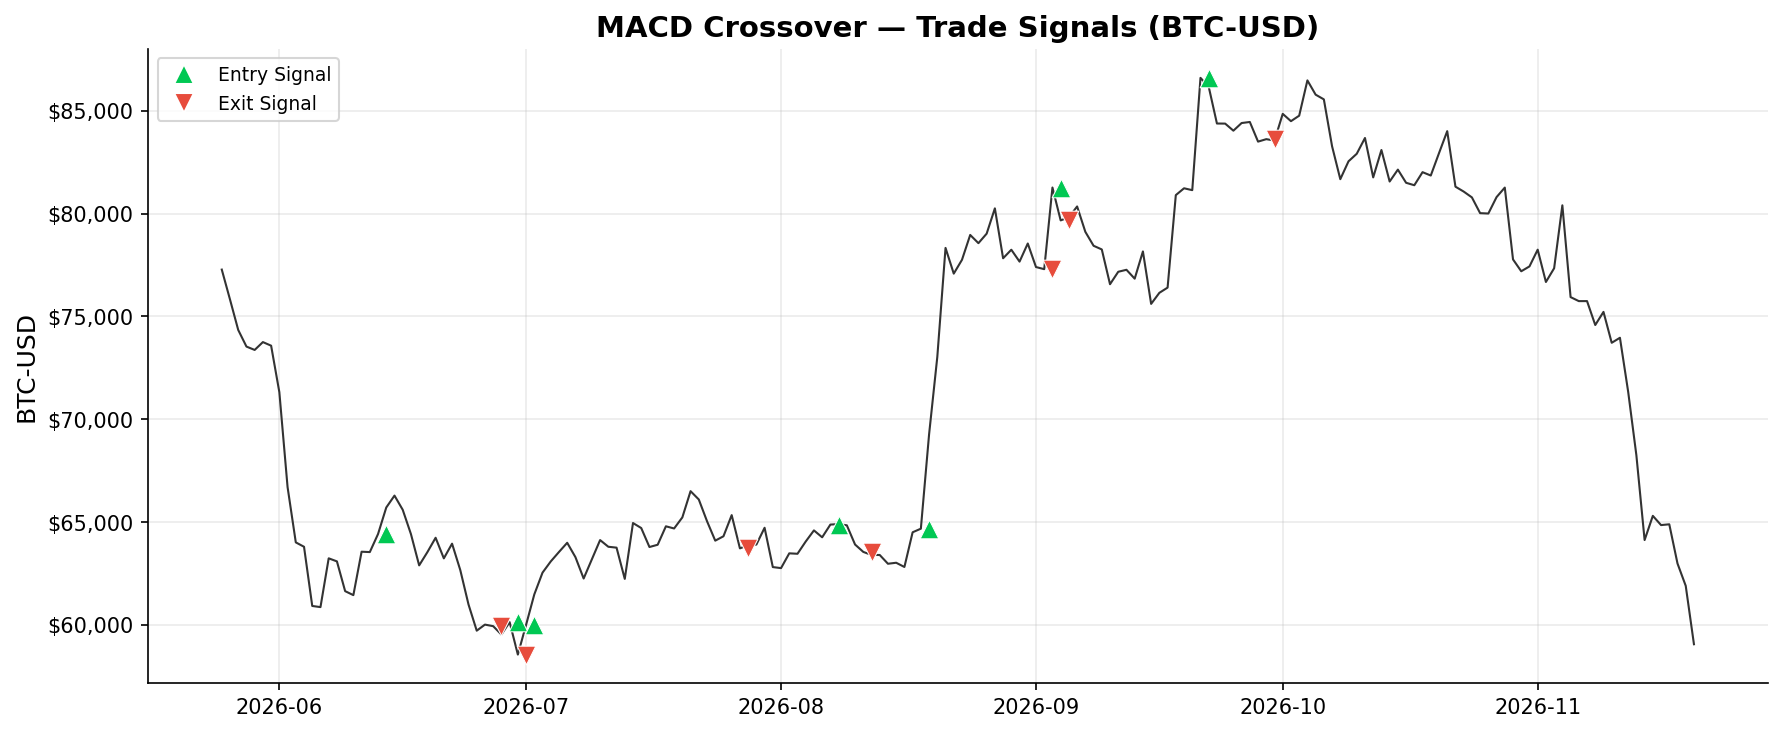 MACD Crossover — Trade Signals (BTC-USD)
Entry Signal
Exit Signal
BTC-USD
$85,000
$80,000
$75,000
$70,000
$65,000
$60,000
2026-06 2026-07 2026-08 2026-09 2026-10 2026-11